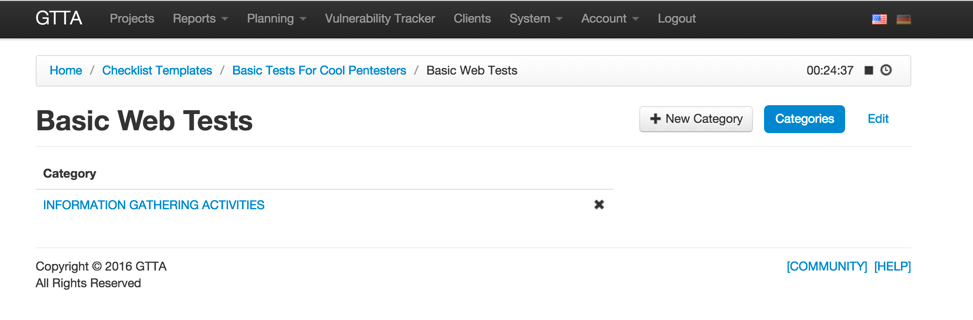 GTTA Projects Reports Planning Vulnerability Tracker Clients System Account Logout
Home / Checklist Templates / Basic Tests For Cool Pentesters / Basic Web Tests 00:24:37
Basic Web Tests New Category Categories Edit
Category
INFORMATION GATHERING ACTIVITIES
Copyright © 2016 GTTA [COMMUNITY] [HELP]
All Rights Reserved